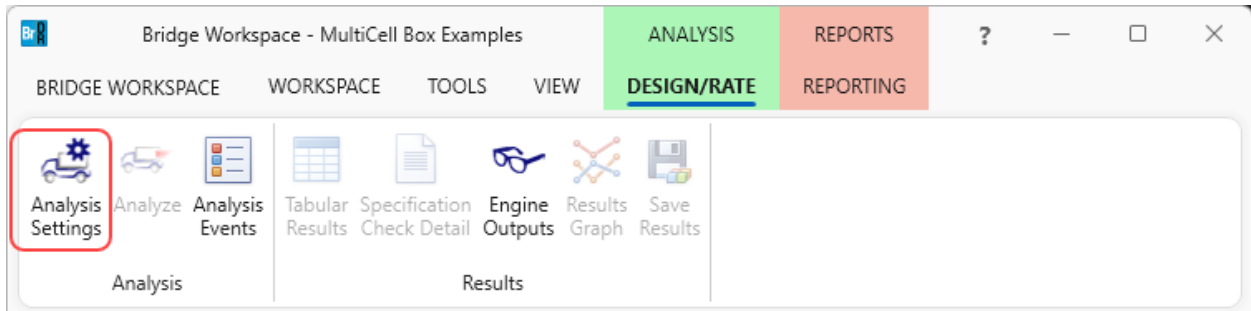 Br DR Bridge Workspace - MultiCell Box Examples ANALYSIS REPORTS ?
BRIDGE WORKSPACE WORKSPACE TOOLS VIEW DESIGN/RATE REPORTING
Analysis Analyze Analysis Tabular Specification Engine Results Save
Settings Events Results Check Detail Outputs Graph Results
Analysis Results